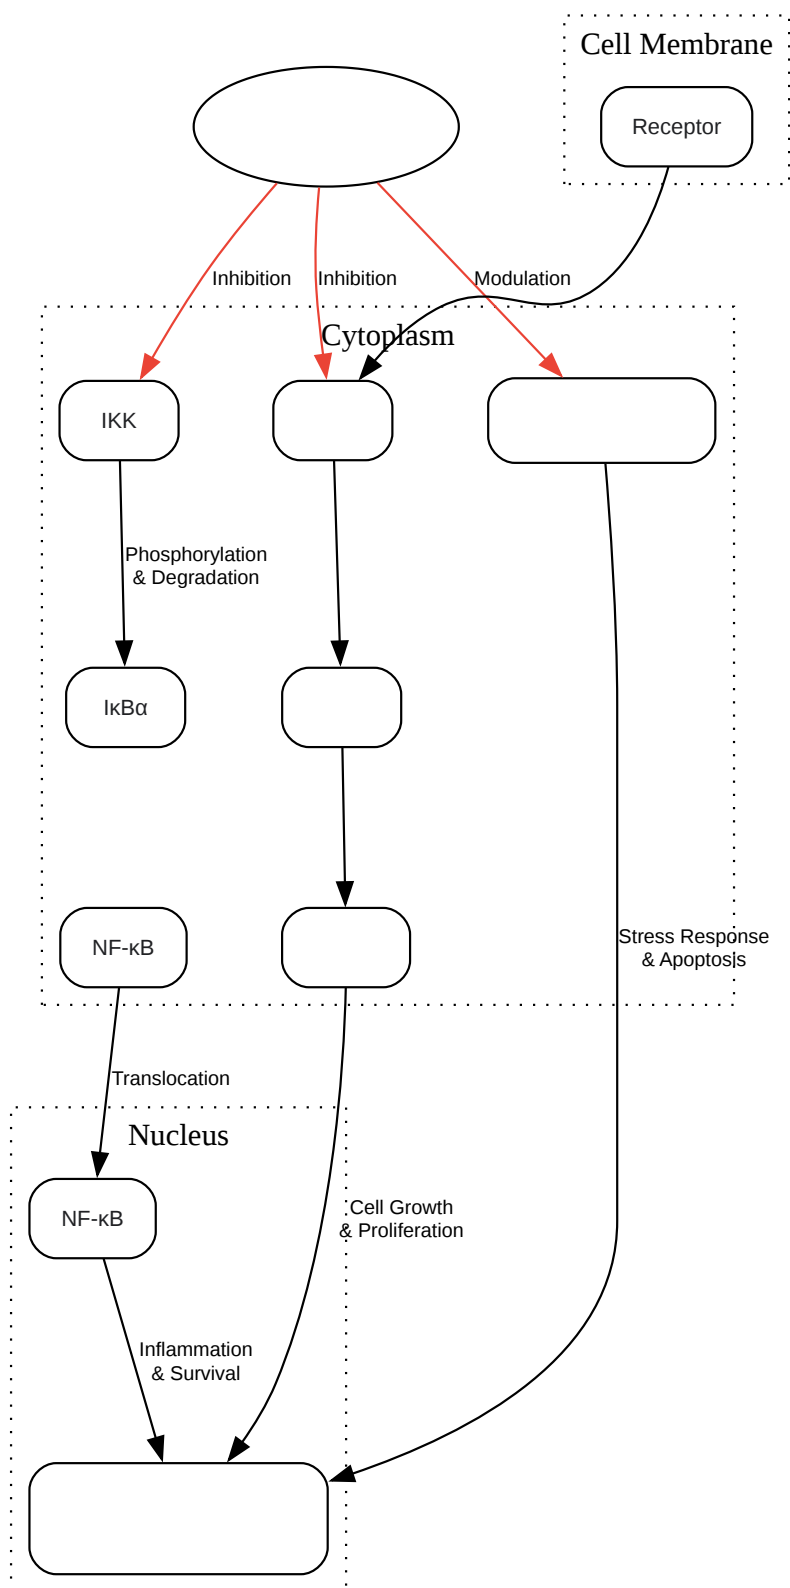 Cell Membrane
Receptor
Inhibition
Inhibition
Modulation
Cytoplasm
IKK
Phosphorylation
& Degradation
IκBα
NF-κB
Stress Response
& Apoptosis
Translocation
Nucleus
NF-κB
Cell Growth
& Proliferation
Inflammation
& Survival